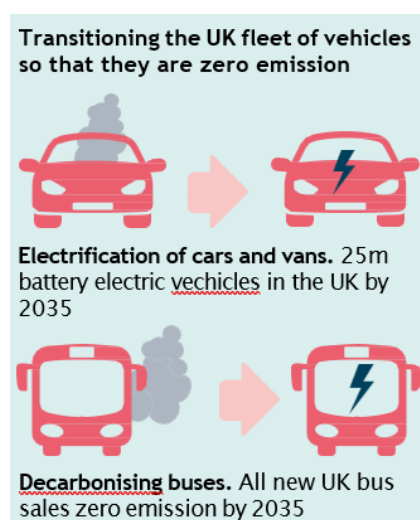 Transitioning the UK fleet of vehicles
so that they are zero emission
Electrification of cars and vans. 25m
battery electric vechicles in the UK by
2035
Decarbonising buses. All new UK bus
sales zero emission by 2035